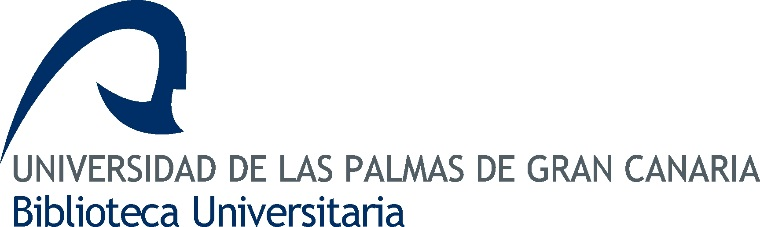 UNIVERSIDAD DE LAS PALMAS DE GRAN CANARIA
Biblioteca Universitaria